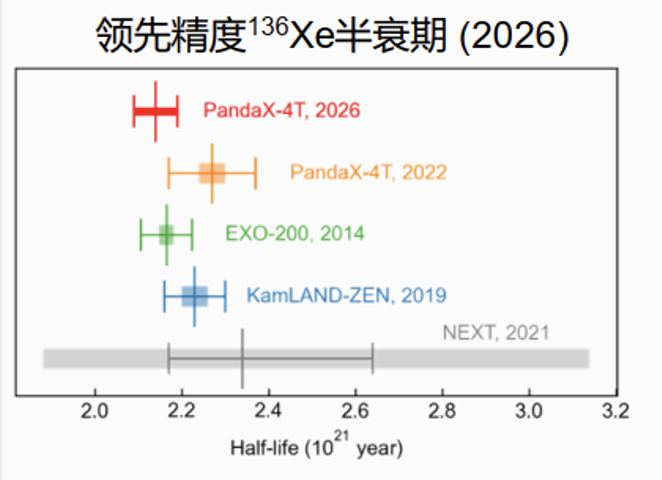 领先精度¹³⁶Xe半衰期 (2026)
PandaX-4T, 2026
PandaX-4T, 2022
EXO-200, 2014
KamLAND-ZEN, 2019
NEXT, 2021
2.0 2.2 2.4 2.6 2.8 3.0 3.2
Half-life (10²¹ year)